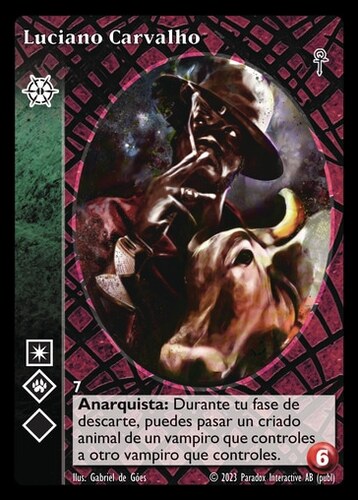 Luciano Carvalho
7
Anarquista: Durante tu fase de
descarte, puedes pasar un criado
animal de un vampiro que controles
a otro vampiro que controles.
6
Ilus: Gabriel de Góes © 2023 Paradox Interactive AB (publ)